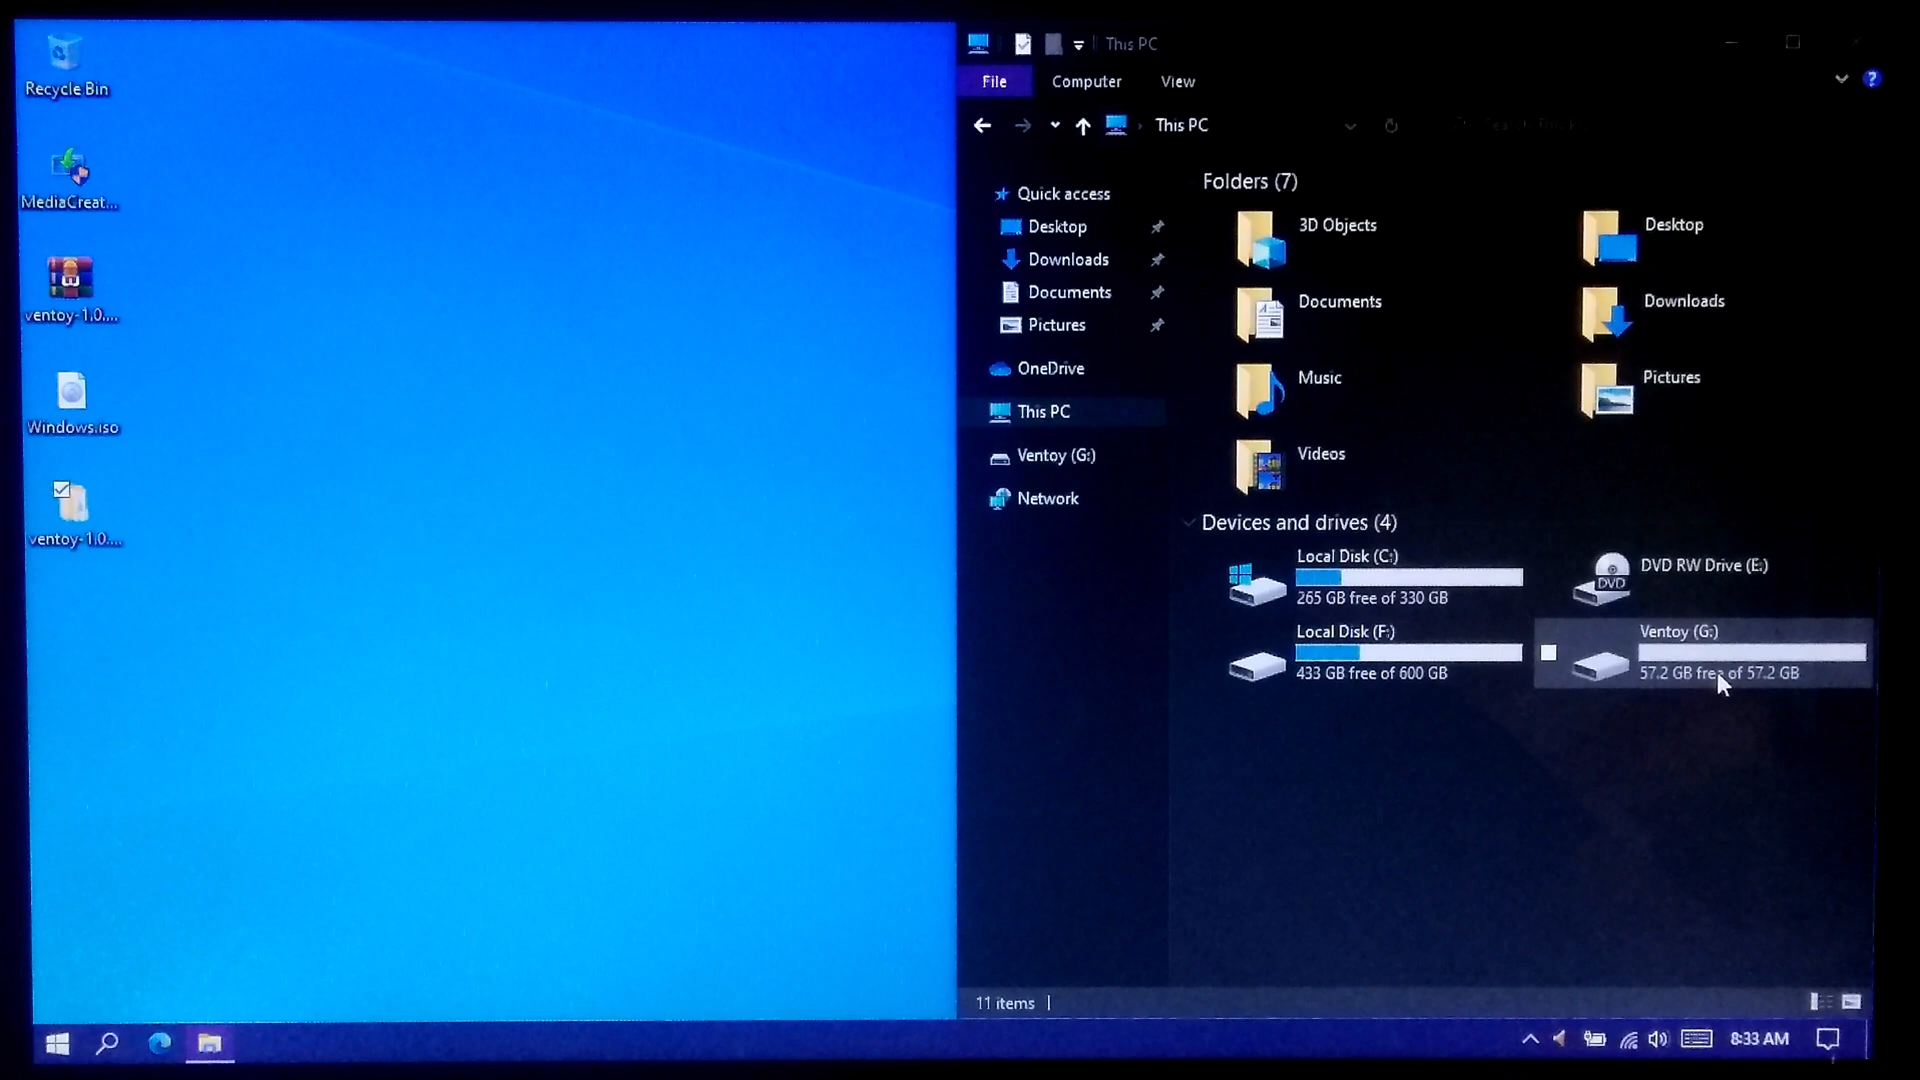 Recycle Bin
MediaCreat...
ventoy-1.0....
Windows.iso
ventoy-1.0....
This PC
File
Computer
View
?
This PC
Quick access
Desktop
Downloads
Documents
Pictures
OneDrive
This PC
Ventoy (G:)
Network
Folders (7)
3D Objects
Desktop
Documents
Downloads
Music
Pictures
Videos
Devices and drives (4)
Local Disk (C:)
265 GB free of 330 GB
DVD
DVD RW Drive (E:)
Local Disk (F:)
433 GB free of 600 GB
Ventoy (G:)
57.2 GB free of 57.2 GB
11 items
8:33 AM